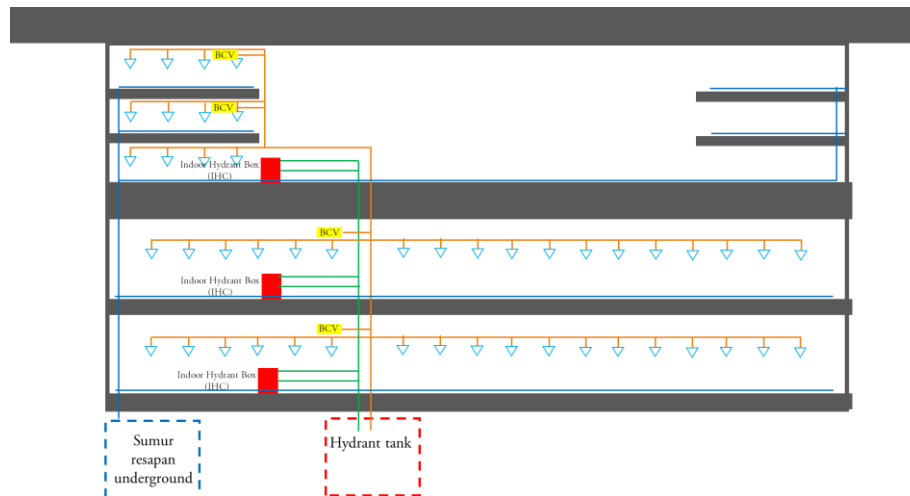 BCV
BCV
Indoor Hydrant Box
(IHC)
BCV
Indoor Hydrant Box
(IHC)
BCV
Indoor Hydrant Box
(IHC)
Sumur
resapan
underground
Hydrant tank